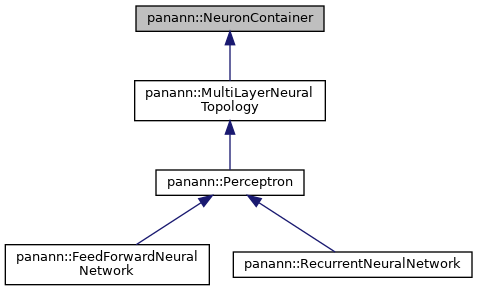 panann::NeuronContainer
panann::MultiLayerNeural
Topology
panann::Perceptron
panann::FeedForwardNeural
Network
panann::RecurrentNeuralNetwork